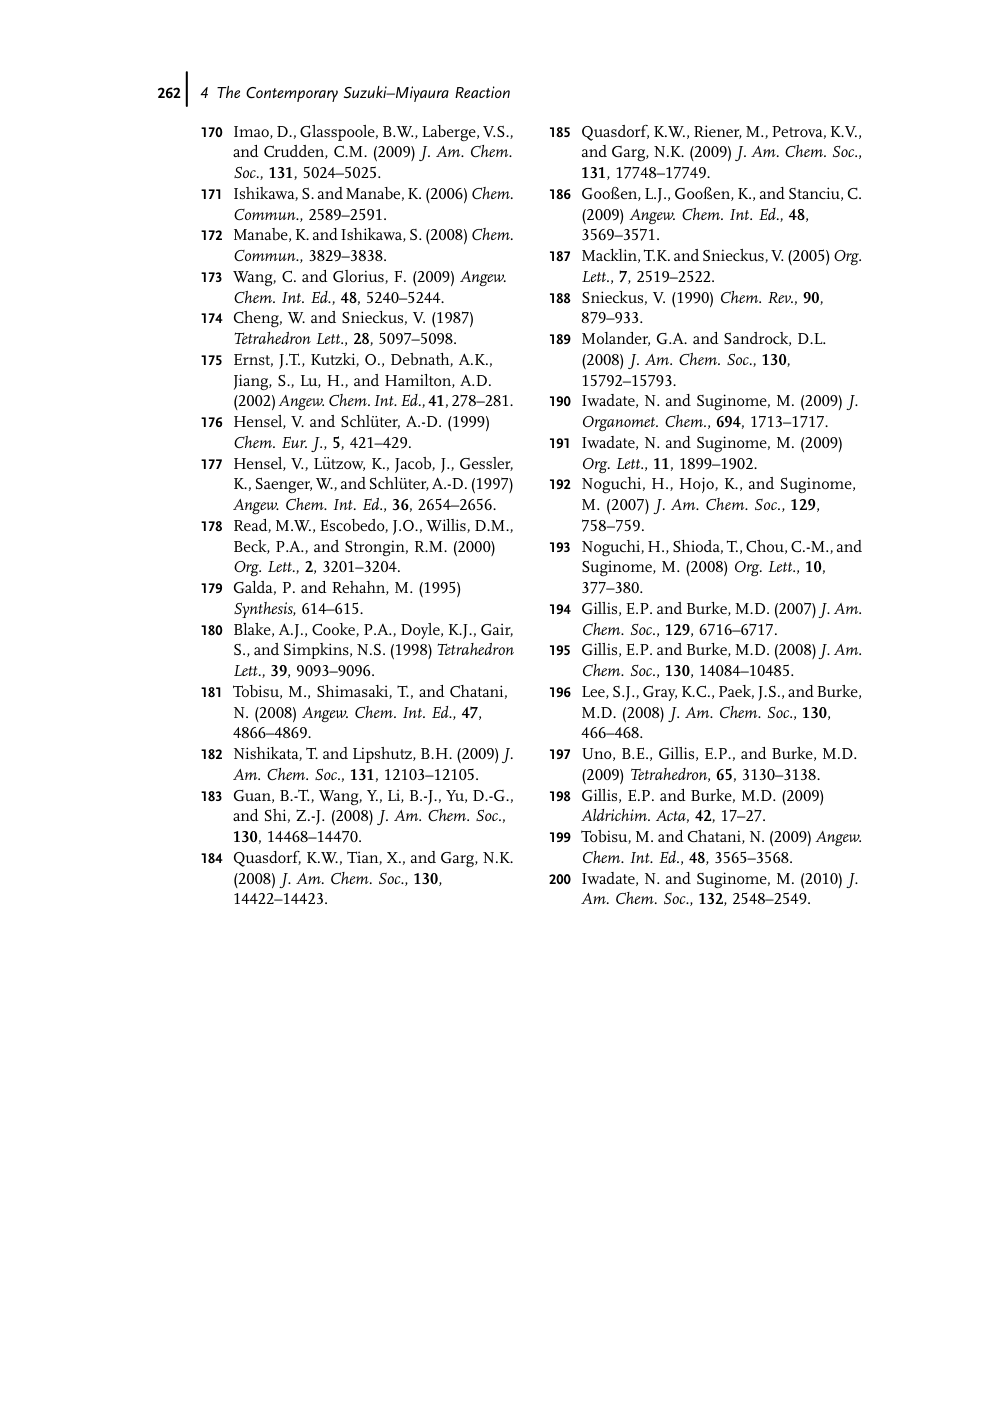 262 4 The Contemporary Suzuki–Miyaura Reaction
170 Imao, D., Glasspoole, B.W., Laberge, V.S.,
and Crudden, C.M. (2009) J. Am. Chem.
Soc., 131, 5024–5025.
171 Ishikawa, S. and Manabe, K. (2006) Chem.
Commun., 2589–2591.
172 Manabe, K. and Ishikawa, S. (2008) Chem.
Commun., 3829–3838.
173 Wang, C. and Glorius, F. (2009) Angew.
Chem. Int. Ed., 48, 5240–5244.
174 Cheng, W. and Snieckus, V. (1987)
Tetrahedron Lett., 28, 5097–5098.
175 Ernst, J.T., Kutzki, O., Debnath, A.K.,
Jiang, S., Lu, H., and Hamilton, A.D.
(2002) Angew. Chem. Int. Ed., 41, 278–281.
176 Hensel, V. and Schlüter, A.-D. (1999)
Chem. Eur. J., 5, 421–429.
177 Hensel, V., Lützow, K., Jacob, J., Gessler,
K., Saenger, W., and Schlüter, A.-D. (1997)
Angew. Chem. Int. Ed., 36, 2654–2656.
178 Read, M.W., Escobedo, J.O., Willis, D.M.,
Beck, P.A., and Strongin, R.M. (2000)
Org. Lett., 2, 3201–3204.
179 Galda, P. and Rehahn, M. (1995)
Synthesis, 614–615.
180 Blake, A.J., Cooke, P.A., Doyle, K.J., Gair,
S., and Simpkins, N.S. (1998) Tetrahedron
Lett., 39, 9093–9096.
181 Tobisu, M., Shimasaki, T., and Chatani,
N. (2008) Angew. Chem. Int. Ed., 47,
4866–4869.
182 Nishikata, T. and Lipshutz, B.H. (2009) J.
Am. Chem. Soc., 131, 12103–12105.
183 Guan, B.-T., Wang, Y., Li, B.-J., Yu, D.-G.,
and Shi, Z.-J. (2008) J. Am. Chem. Soc.,
130, 14468–14470.
184 Quasdorf, K.W., Tian, X., and Garg, N.K.
(2008) J. Am. Chem. Soc., 130,
14422–14423.
185 Quasdorf, K.W., Riener, M., Petrova, K.V.,
and Garg, N.K. (2009) J. Am. Chem. Soc.,
131, 17748–17749.
186 Gooßen, L.J., Gooßen, K., and Stanciu, C.
(2009) Angew. Chem. Int. Ed., 48,
3569–3571.
187 Macklin, T.K. and Snieckus, V. (2005) Org.
Lett., 7, 2519–2522.
188 Snieckus, V. (1990) Chem. Rev., 90,
879–933.
189 Molander, G.A. and Sandrock, D.L.
(2008) J. Am. Chem. Soc., 130,
15792–15793.
190 Iwadate, N. and Suginome, M. (2009) J.
Organomet. Chem., 694, 1713–1717.
191 Iwadate, N. and Suginome, M. (2009)
Org. Lett., 11, 1899–1902.
192 Noguchi, H., Hojo, K., and Suginome,
M. (2007) J. Am. Chem. Soc., 129,
758–759.
193 Noguchi, H., Shioda, T., Chou, C.-M., and
Suginome, M. (2008) Org. Lett., 10,
377–380.
194 Gillis, E.P. and Burke, M.D. (2007) J. Am.
Chem. Soc., 129, 6716–6717.
195 Gillis, E.P. and Burke, M.D. (2008) J. Am.
Chem. Soc., 130, 14084–10485.
196 Lee, S.J., Gray, K.C., Paek, J.S., and Burke,
M.D. (2008) J. Am. Chem. Soc., 130,
466–468.
197 Uno, B.E., Gillis, E.P., and Burke, M.D.
(2009) Tetrahedron, 65, 3130–3138.
198 Gillis, E.P. and Burke, M.D. (2009)
Aldrichim. Acta, 42, 17–27.
199 Tobisu, M. and Chatani, N. (2009) Angew.
Chem. Int. Ed., 48, 3565–3568.
200 Iwadate, N. and Suginome, M. (2010) J.
Am. Chem. Soc., 132, 2548–2549.